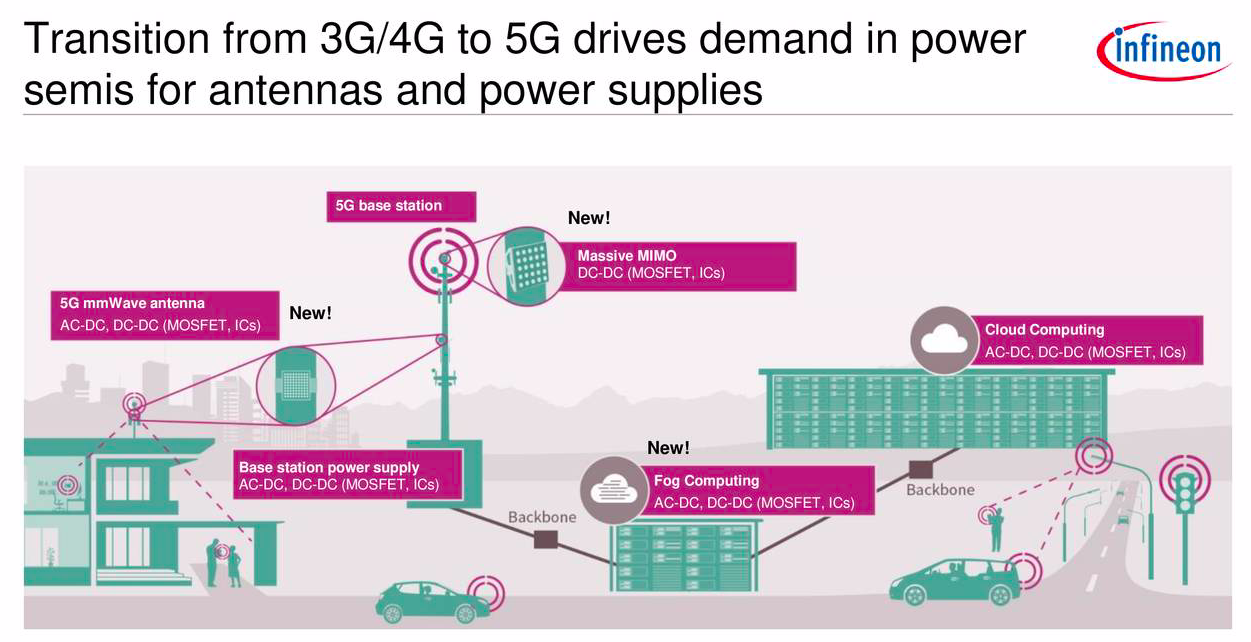 Transition from 3G/4G to 5G drives demand in power
semis for antennas and power supplies
infineon
5G base station
New!
Massive MIMO
DC-DC (MOSFET, ICs)
5G mmWave antenna
AC-DC, DC-DC (MOSFET, ICs)
New!
Cloud Computing
AC-DC, DC-DC (MOSFET, ICs)
Base station power supply
AC-DC, DC-DC (MOSFET, ICs)
New!
Fog Computing
AC-DC, DC-DC (MOSFET, ICs)
Backbone
Backbone